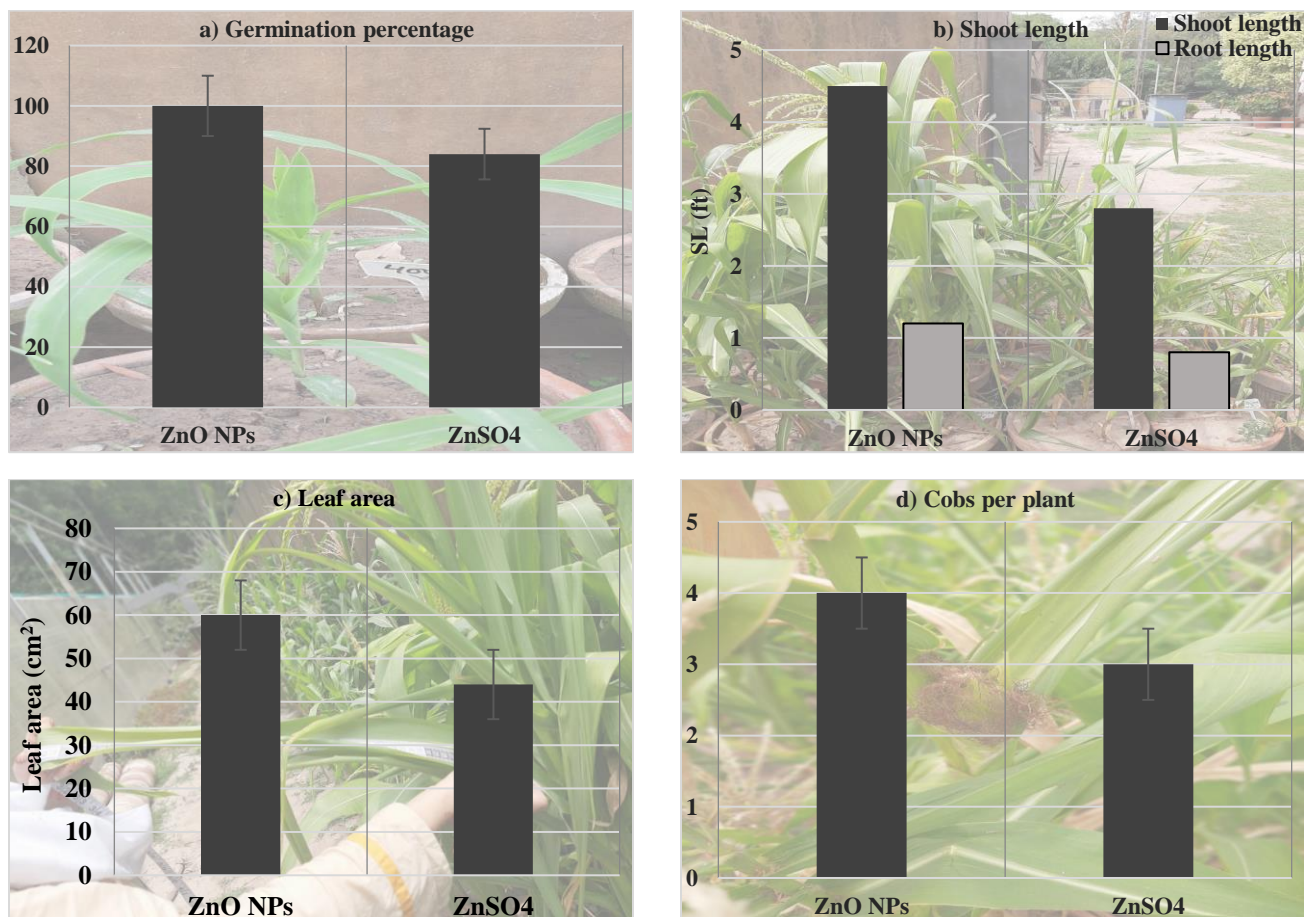 a) Germination percentage
120
100
80
60
40
20
0
ZnO NPs
ZnSO4
b) Shoot length
Shoot length
Root length
SL (ft)
5
4
3
2
1
0
ZnO NPs
ZnSO4
c) Leaf area
Leaf area (cm²)
80
70
60
50
40
30
20
10
0
ZnO NPs
ZnSO4
d) Cobs per plant
5
4
3
2
1
0
ZnO NPs
ZnSO4